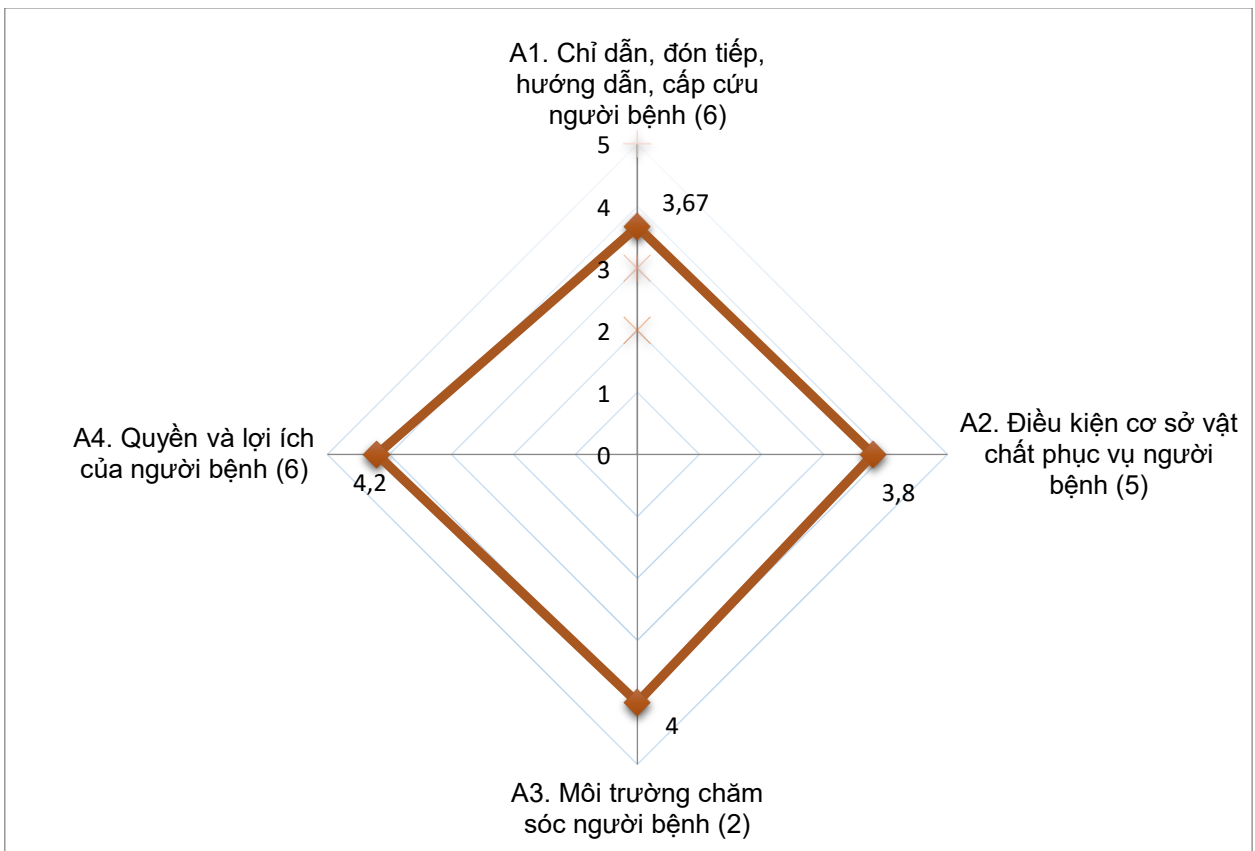 A1. Chỉ dẫn, đón tiếp,
hướng dẫn, cấp cứu
người bệnh (6)
5
4
3,67
3
2
1
0
A2. Điều kiện cơ sở vật
chất phục vụ người
bệnh (5)
3,8
A4. Quyền và lợi ích
của người bệnh (6)
4,2
4
A3. Môi trường chăm
sóc người bệnh (2)